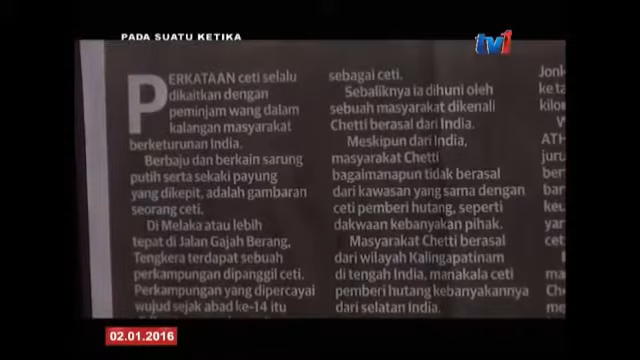 PADA SUATU KETIKA
tv1
PERKATAAN ceti selalu
dikaitkan dengan
peminjam wang dalam
kalangan masyarakat
berketurunan India.
Berbaju dan berkain sarung
putih serta sekaki payung
yang dikepit, adalah gambaran
seorang ceti.
Di Melaka atau lebih
tepat di Jalan Gajah Berang,
Tengkera terdapat sebuah
perkampungan dipanggil ceti.
Perkampungan yang dipercayai
wujud sejak abad ke-14 itu
sebagai ceti.
Sebaliknya ia dihuni oleh
sebuah masyarakat dikenali
Chetti berasal dari India.
Meskipun dari India,
masyarakat Chetti
bagaimanapun tidak berasal
dari kawasan yang sama dengan
ceti pemberi hutang, seperti
dakwaan kebanyakan pihak.
Masyarakat Chetti berasal
dari wilayah Kalingapatinam
di tengah India, manakala ceti
pemberi hutang kebanyakannya
dari selatan India.
02.01.2016